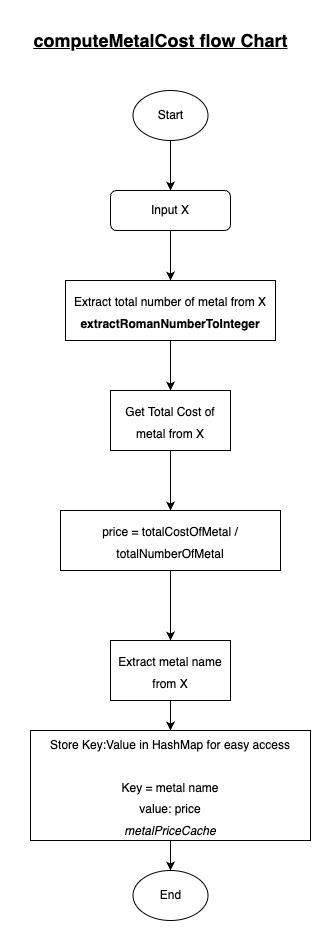 computeMetalCost flow Chart
Start
Input X
Extract total number of metal from X
extractRomanNumberToInteger
Get Total Cost of
metal from X
price = totalCostOfMetal /
totalNumberOfMetal
Extract metal name
from X
Store Key:Value in HashMap for easy access
Key = metal name
value: price
metalPriceCache
End